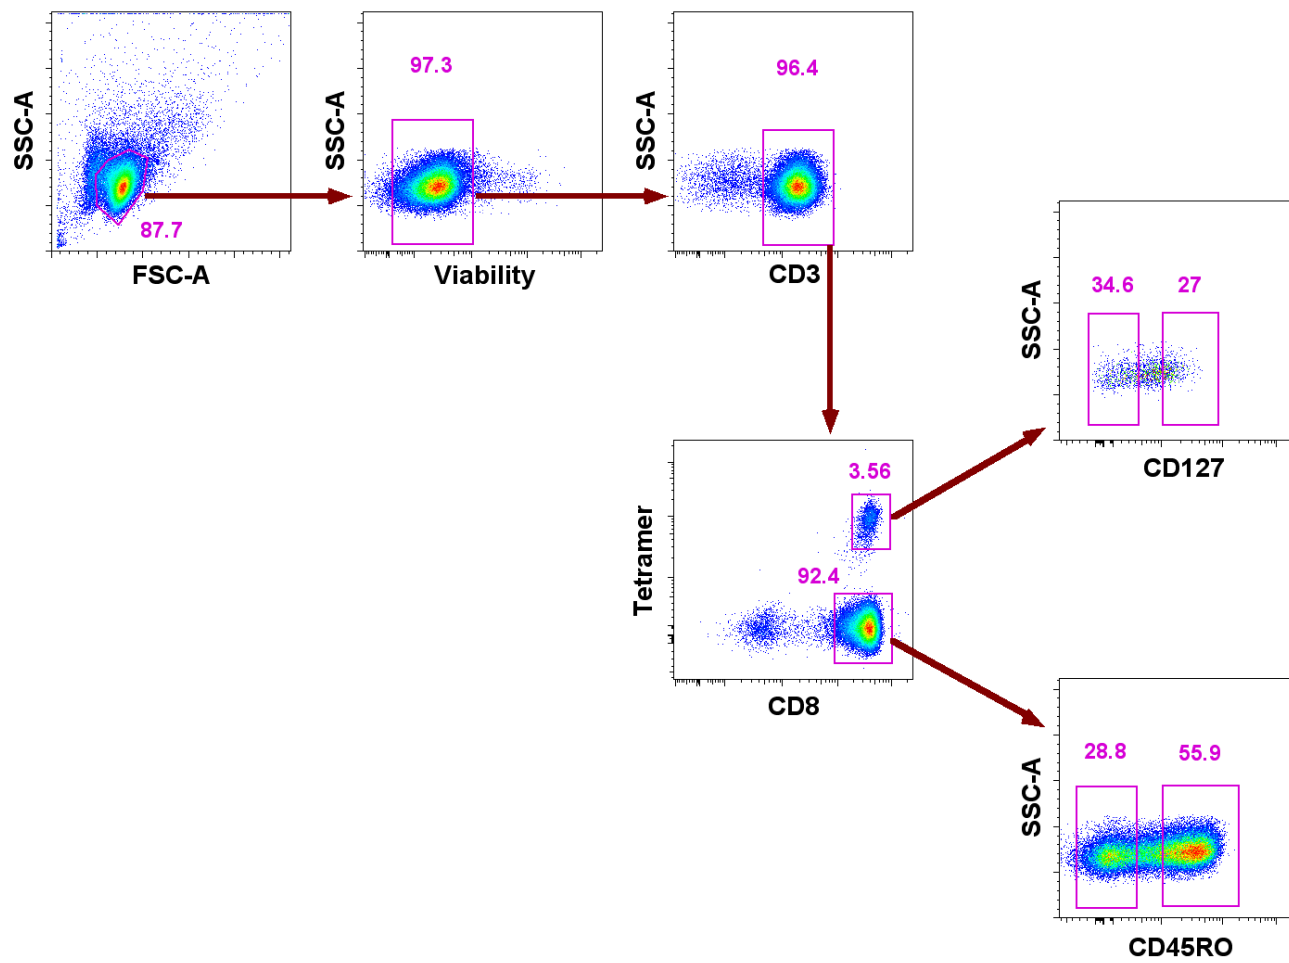 SSC-A
87.7
FSC-A
SSC-A
97.3
Viability
SSC-A
96.4
CD3
SSC-A
34.6
27
CD127
Tetramer
3.56
92.4
CD8
SSC-A
28.8
55.9
CD45RO